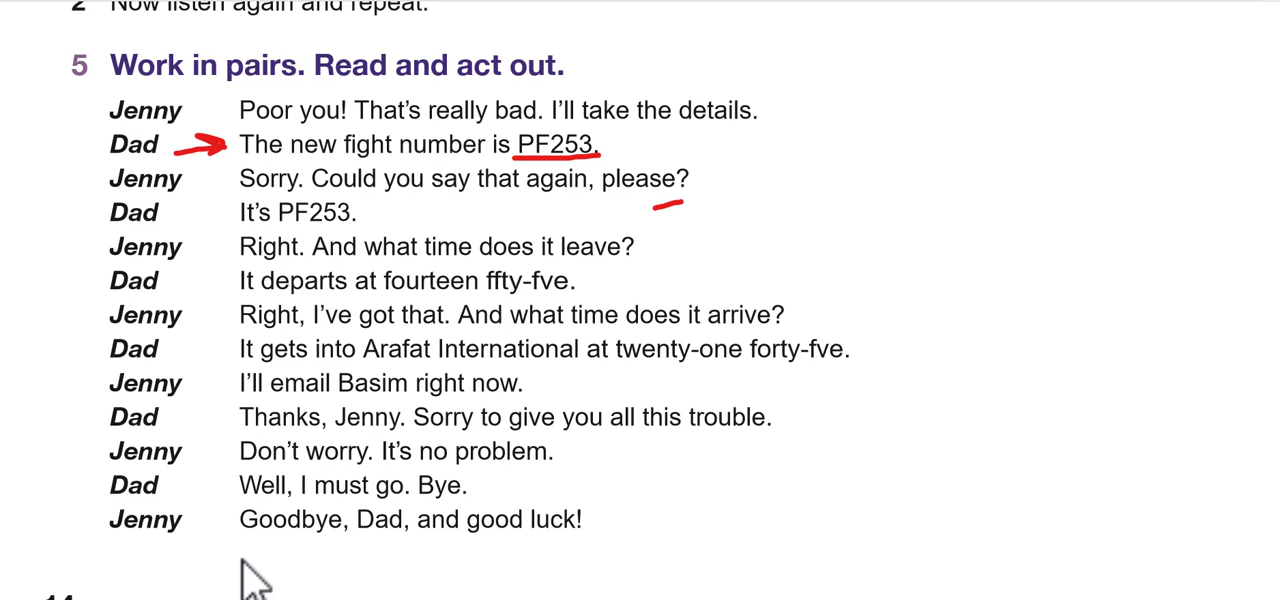 2 Now listen again and repeat.
5 Work in pairs. Read and act out.
Jenny Poor you! That's really bad. I'll take the details.
Dad The new fight number is PF253.
Jenny Sorry. Could you say that again, please?
Dad It's PF253.
Jenny Right. And what time does it leave?
Dad It departs at fourteen ffty-fve.
Jenny Right, I've got that. And what time does it arrive?
Dad It gets into Arafat International at twenty-one forty-fve.
Jenny I'll email Basim right now.
Dad Thanks, Jenny. Sorry to give you all this trouble.
Jenny Don't worry. It's no problem.
Dad Well, I must go. Bye.
Jenny Goodbye, Dad, and good luck!